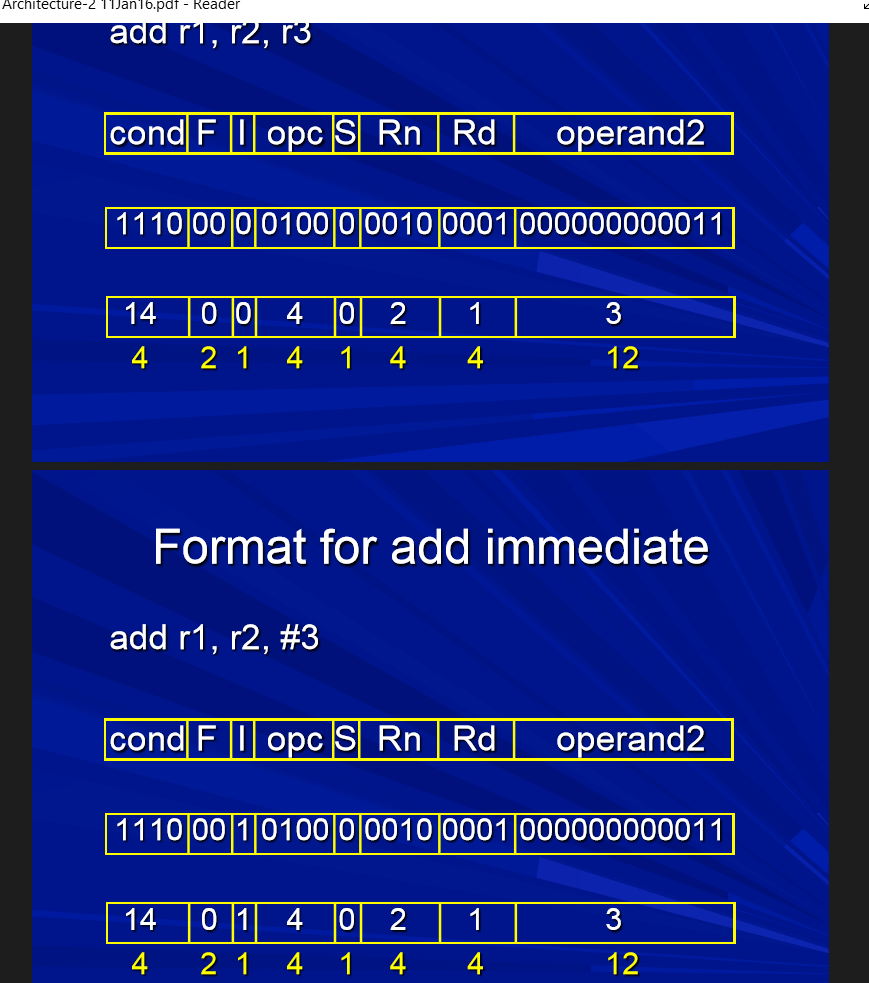 Architecture-2 11Jan16.pdf - Reader
add r1, r2, r3
cond F I opc S Rn Rd operand2
1110 00 0 0100 0 0010 0001 000000000011
14 0 0 4 0 2 1 3
4 2 1 4 1 4 4 12
Format for add immediate
add r1, r2, #3
cond F I opc S Rn Rd operand2
1110 00 1 0100 0 0010 0001 000000000011
14 0 1 4 0 2 1 3
4 2 1 4 1 4 4 12